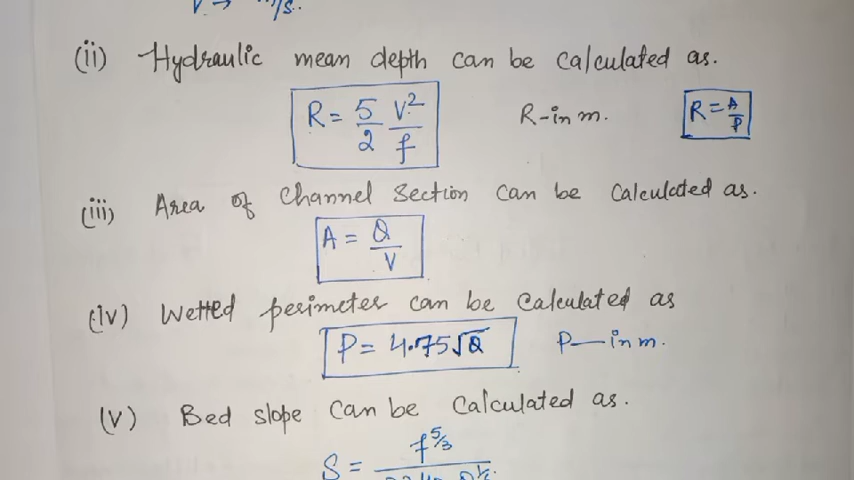 V → m/s.
(ii) Hydraulic mean depth can be calculated as.
R = 5/2 V²/f R-in m. R = A/P
(iii) Area of channel section can be calculated as.
A = Q/V
(iv) Wetted perimeter can be calculated as
P = 4.75√Q P—in m.
(v) Bed slope can be calculated as.
S = f^5/3